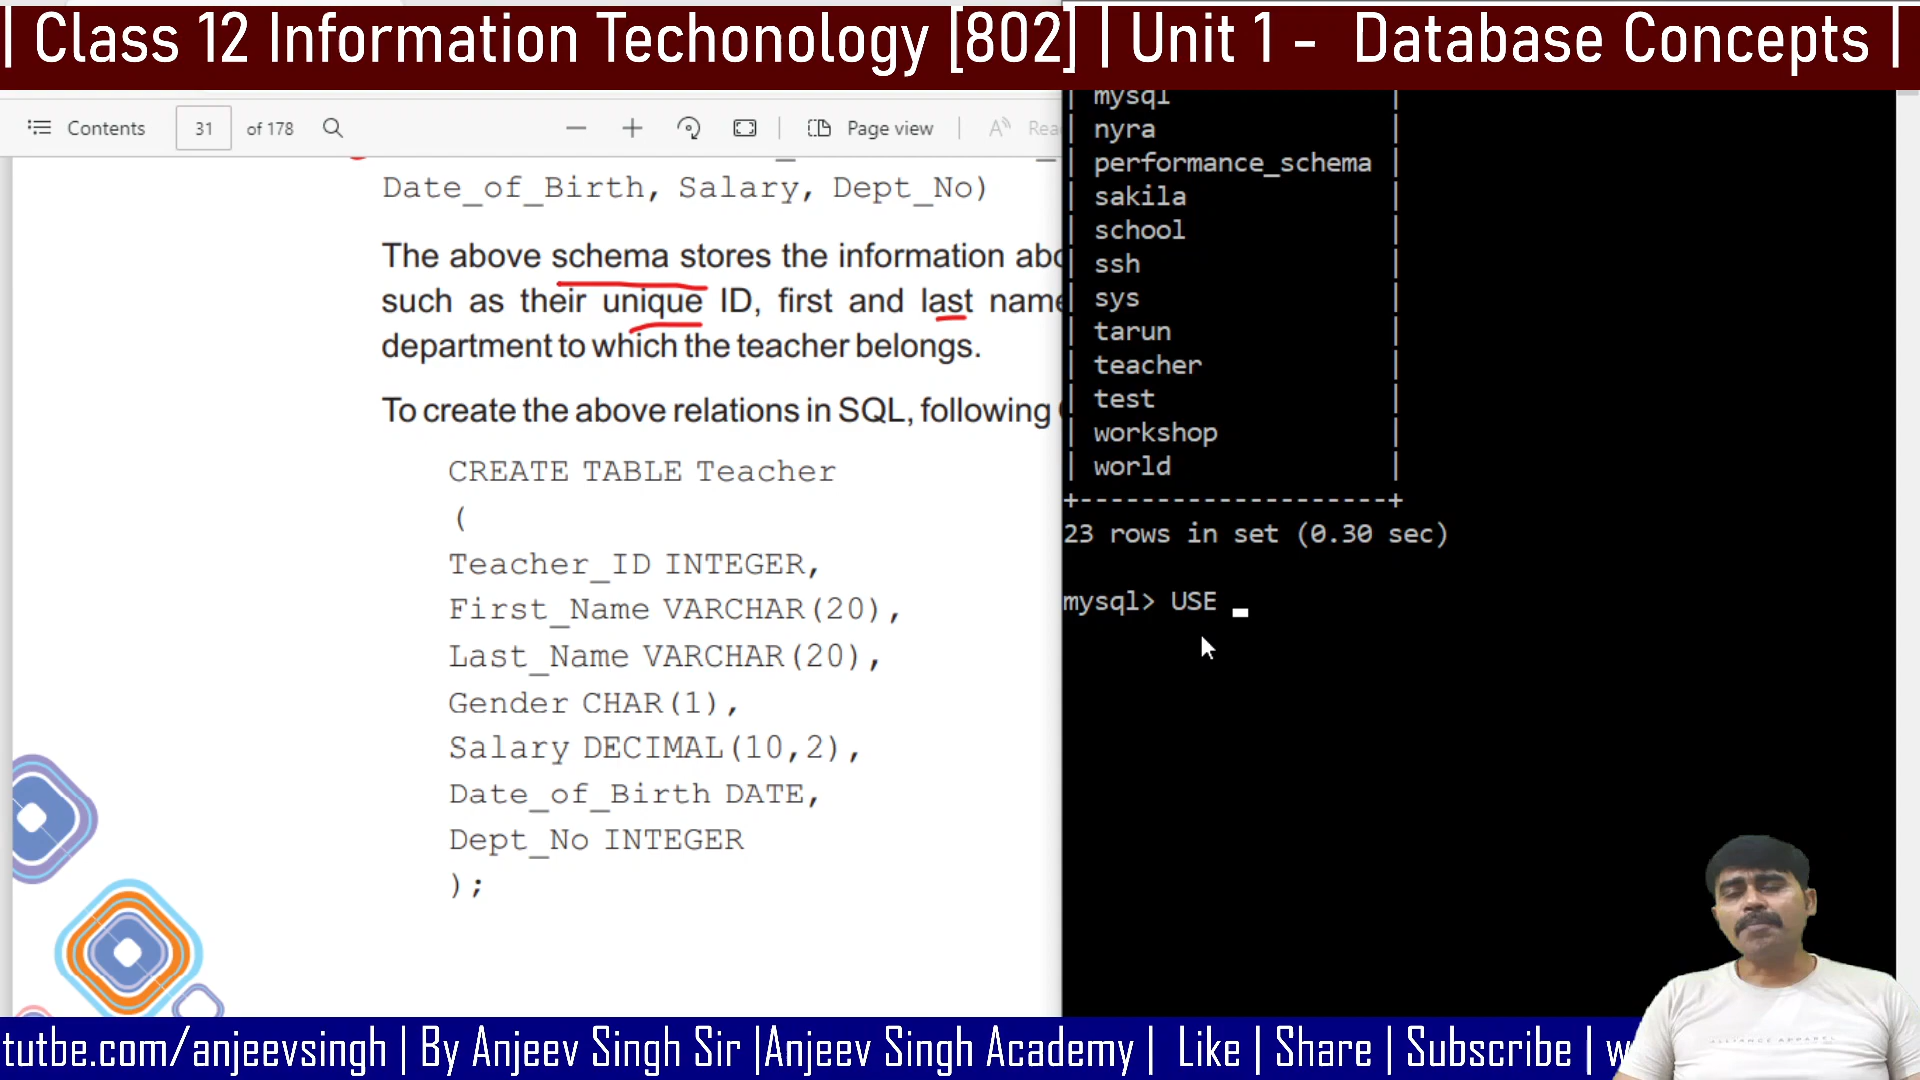 | Class 12 Information Techonology [802] | Unit 1 - Database Concepts |
Contents 31 of 178 Page view Rea
Date_of_Birth, Salary, Dept_No)
The above schema stores the information abo
such as their unique ID, first and last name
department to which the teacher belongs.
To create the above relations in SQL, following
CREATE TABLE Teacher
(
Teacher_ID INTEGER,
First_Name VARCHAR(20),
Last_Name VARCHAR(20),
Gender CHAR(1),
Salary DECIMAL(10,2),
Date_of_Birth DATE,
Dept_No INTEGER
);
| mysql |
| nyra |
| performance_schema |
| sakila |
| school |
| ssh |
| sys |
| tarun |
| teacher |
| test |
| workshop |
| world |
+--------------------+
23 rows in set (0.30 sec)
mysql> USE _
tutbe.com/anjeevsingh | By Anjeev Singh Sir |Anjeev Singh Academy | Like | Share | Subscribe | w